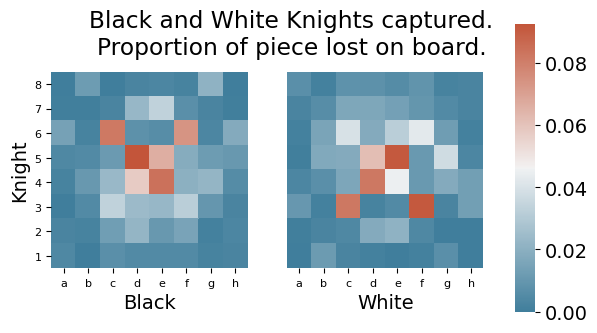 Black and White Knights captured.
Proportion of piece lost on board.
Knight
8
7
6
5
4
3
2
1
a b c d e f g h
a b c d e f g h
Black
White
0.08
0.06
0.04
0.02
0.00